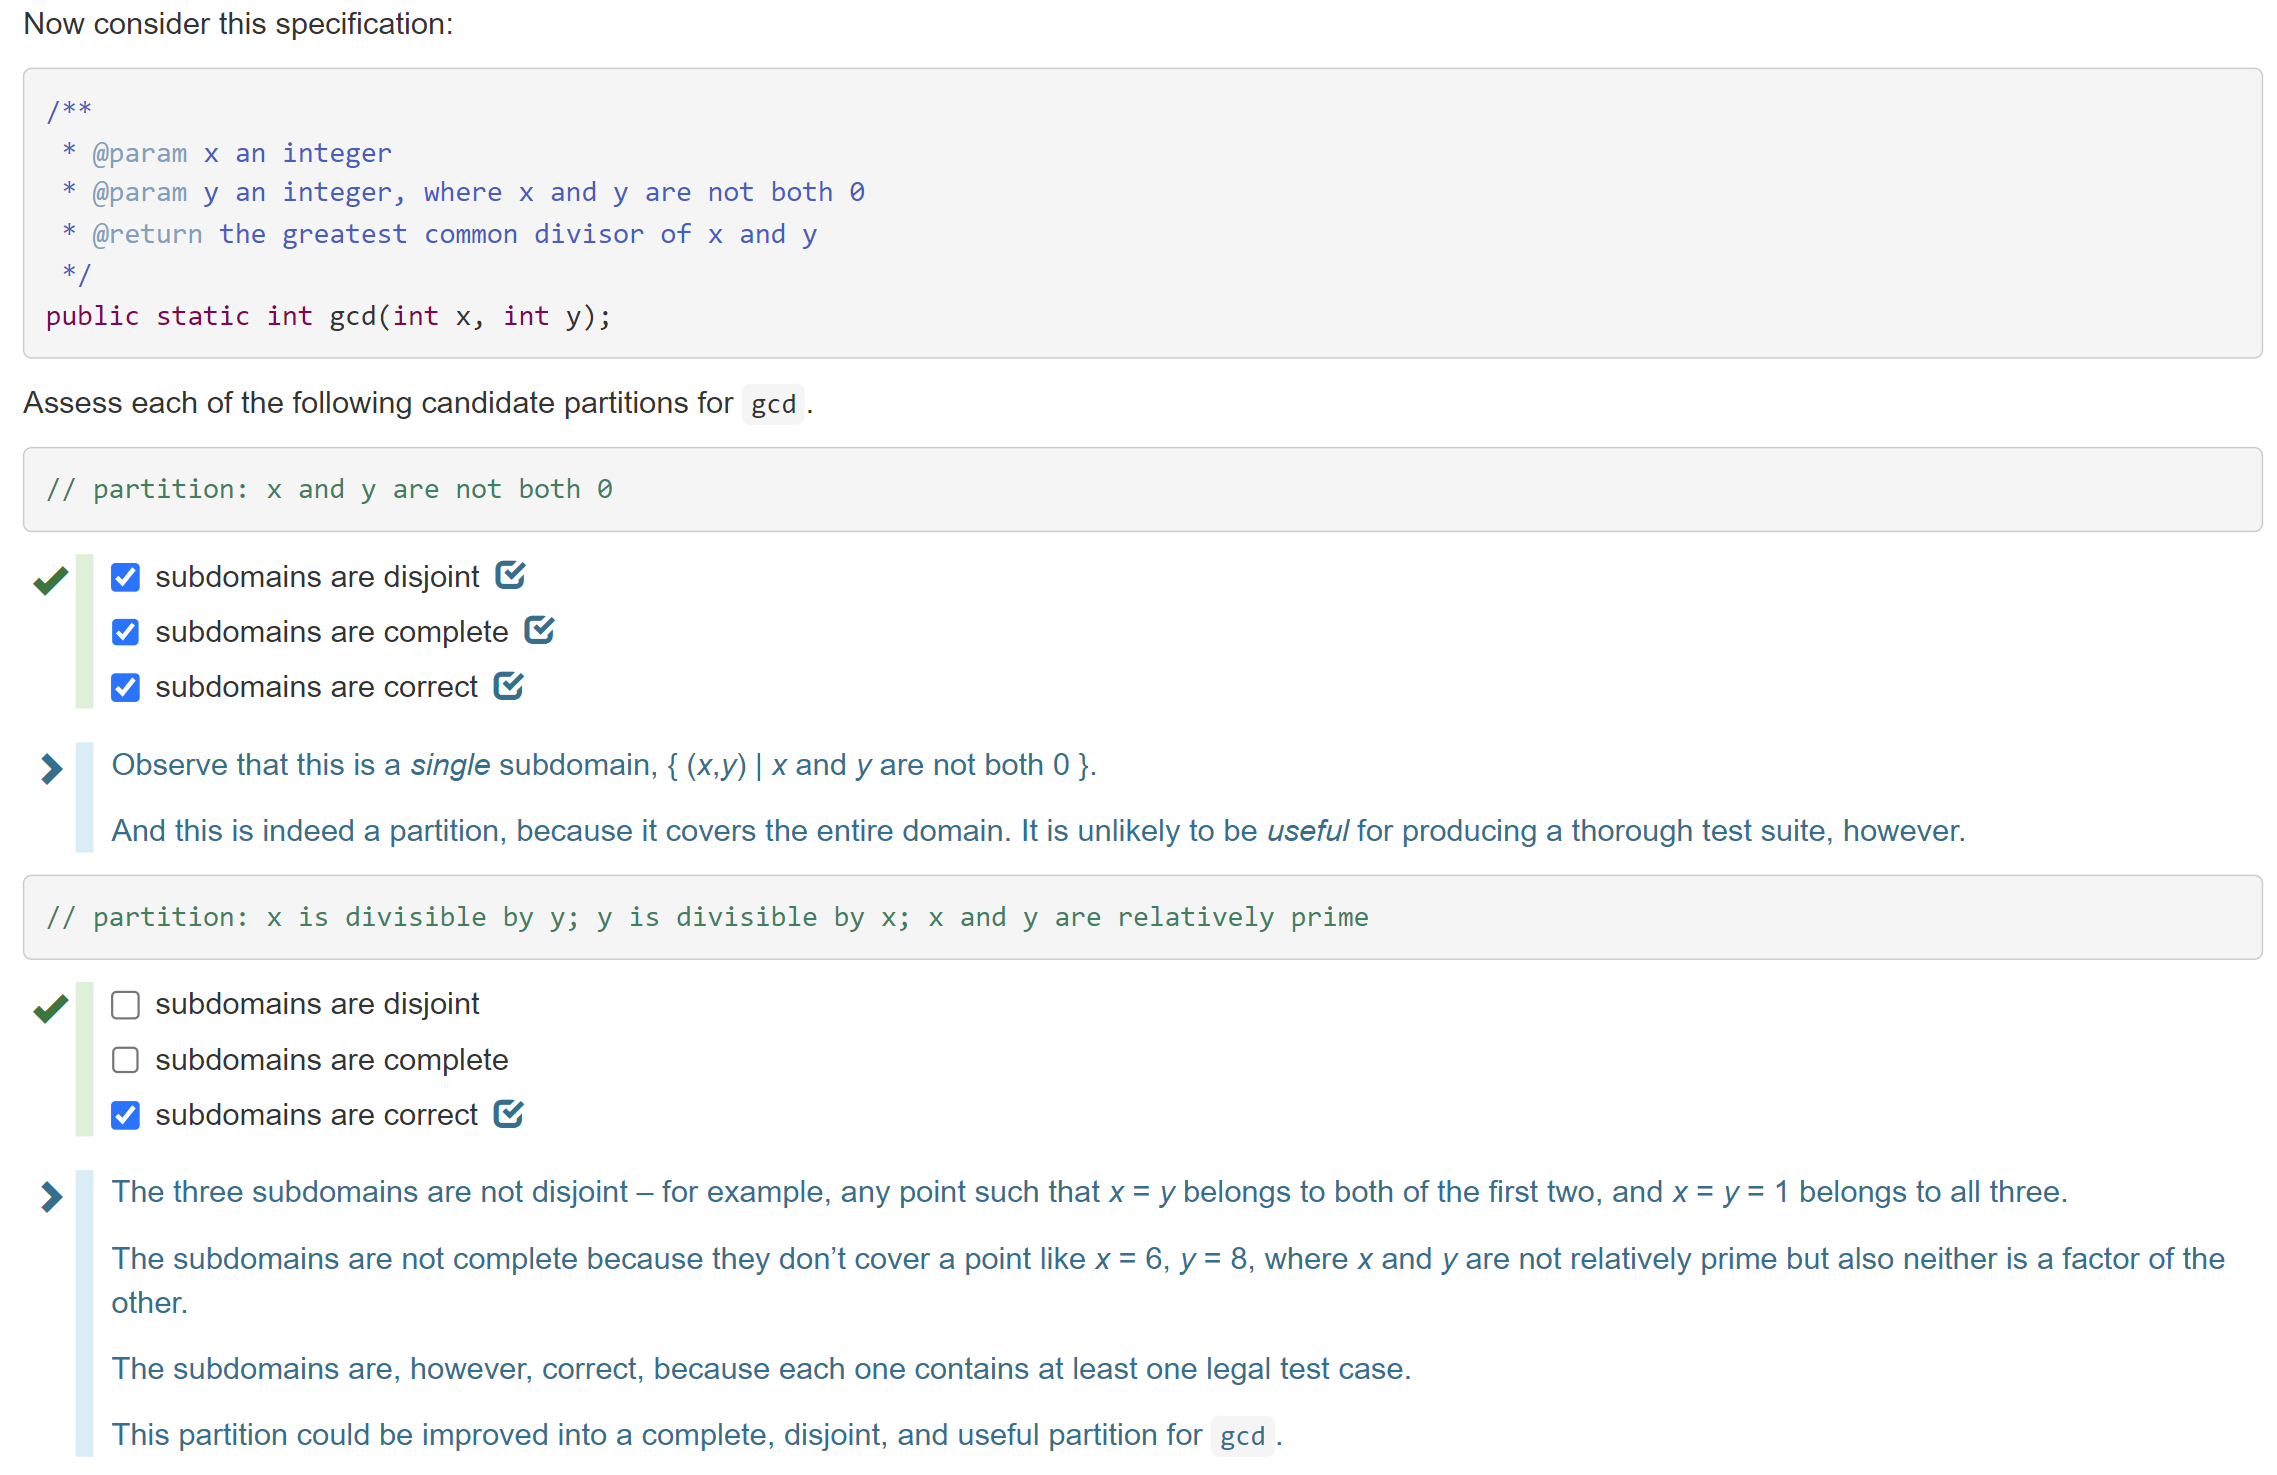 Now consider this specification:
/**
 * @param x an integer
 * @param y an integer, where x and y are not both 0
 * @return the greatest common divisor of x and y
 */
public static int gcd(int x, int y);
Assess each of the following candidate partitions for gcd.
// partition: x and y are not both 0
subdomains are disjoint
subdomains are complete
subdomains are correct
Observe that this is a single subdomain, { (x,y) | x and y are not both 0 }.
And this is indeed a partition, because it covers the entire domain. It is unlikely to be useful for producing a thorough test suite, however.
// partition: x is divisible by y; y is divisible by x; x and y are relatively prime
subdomains are disjoint
subdomains are complete
subdomains are correct
The three subdomains are not disjoint – for example, any point such that x = y belongs to both of the first two, and x = y = 1 belongs to all three.
The subdomains are not complete because they don’t cover a point like x = 6, y = 8, where x and y are not relatively prime but also neither is a factor of the
other.
The subdomains are, however, correct, because each one contains at least one legal test case.
This partition could be improved into a complete, disjoint, and useful partition for gcd.